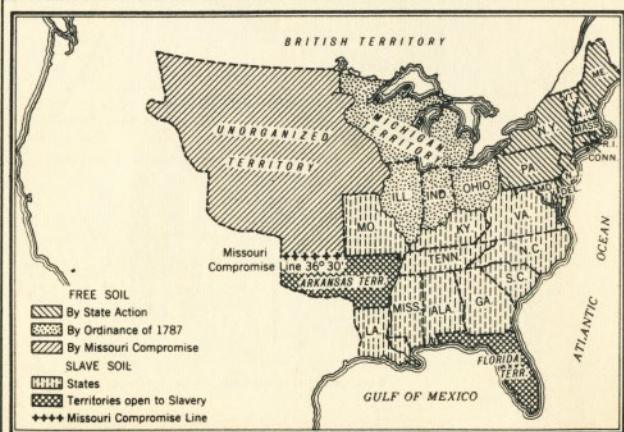 BRITISH TERRITORY
UNORGANIZED
TERRITORY
MICHIGAN
TERRITORY
ME.
N.H.
N.Y.
MASS.
R.I.
CONN.
PA.
N.J.
MD.
DEL.
OHIO
IND.
ILL.
MO.
KY.
VA.
N.C.
TENN.
S.C.
Missouri
Compromise Line 36° 30'
ARKANSAS TERR.
MISS.
ALA.
GA.
LA.
FLORIDA
TERR.
ATLANTIC OCEAN
GULF OF MEXICO
FREE SOIL
By State Action
By Ordinance of 1787
By Missouri Compromise
SLAVE SOIL
States
Territories open to Slavery
Missouri Compromise Line